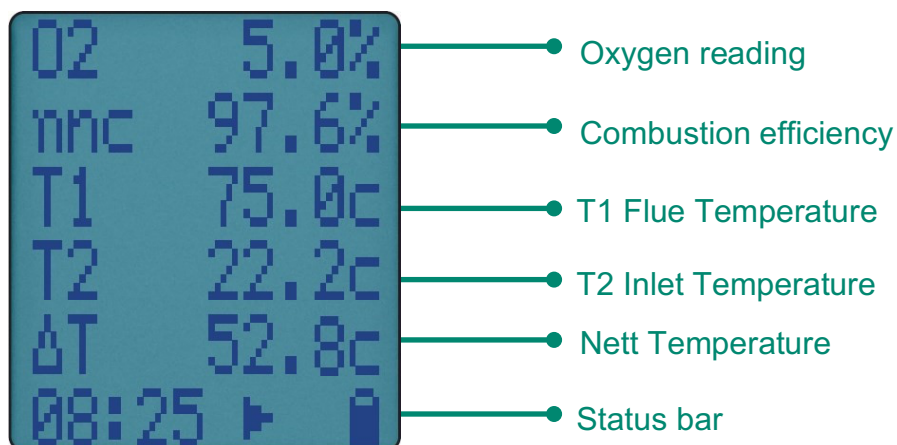 O2 5.0% Oxygen reading
nnc 97.6% Combustion efficiency
T1 75.0c T1 Flue Temperature
T2 22.2c T2 Inlet Temperature
ΔT 52.8c Nett Temperature
08:25 Status bar